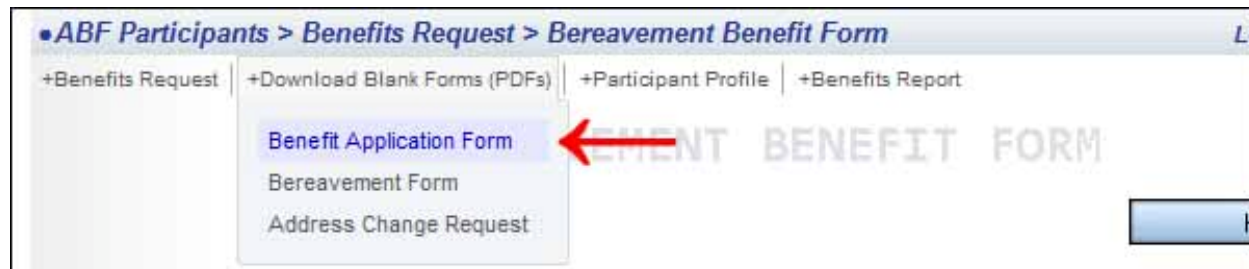 •ABF Participants > Benefits Request > Bereavement Benefit Form L
+Benefits Request +Download Blank Forms (PDFs) +Participant Profile +Benefits Report
Benefit Application Form
EMENT BENEFIT FORM
Bereavement Form
Address Change Request